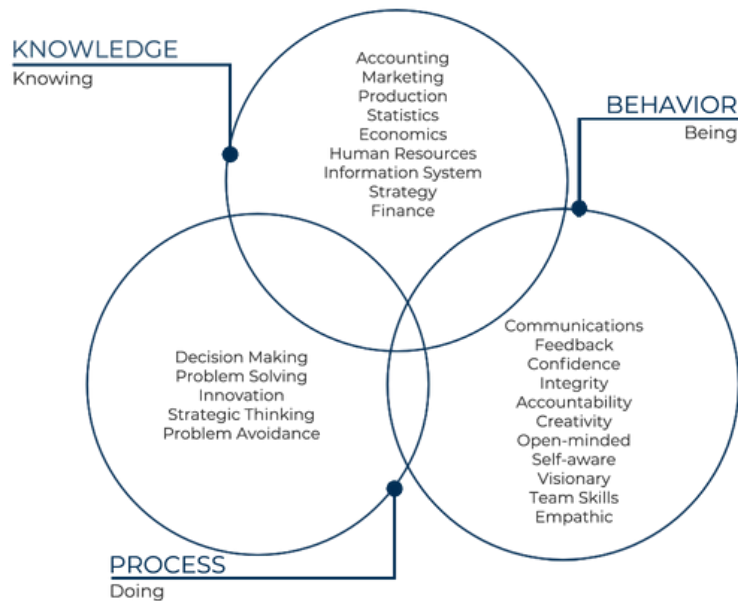 KNOWLEDGE
Knowing
Accounting
Marketing
Production
Statistics
Economics
Human Resources
Information System
Strategy
Finance
BEHAVIOR
Being
Decision Making
Problem Solving
Innovation
Strategic Thinking
Problem Avoidance
Communications
Feedback
Confidence
Integrity
Accountability
Creativity
Open-minded
Self-aware
Visionary
Team Skills
Empathic
PROCESS
Doing